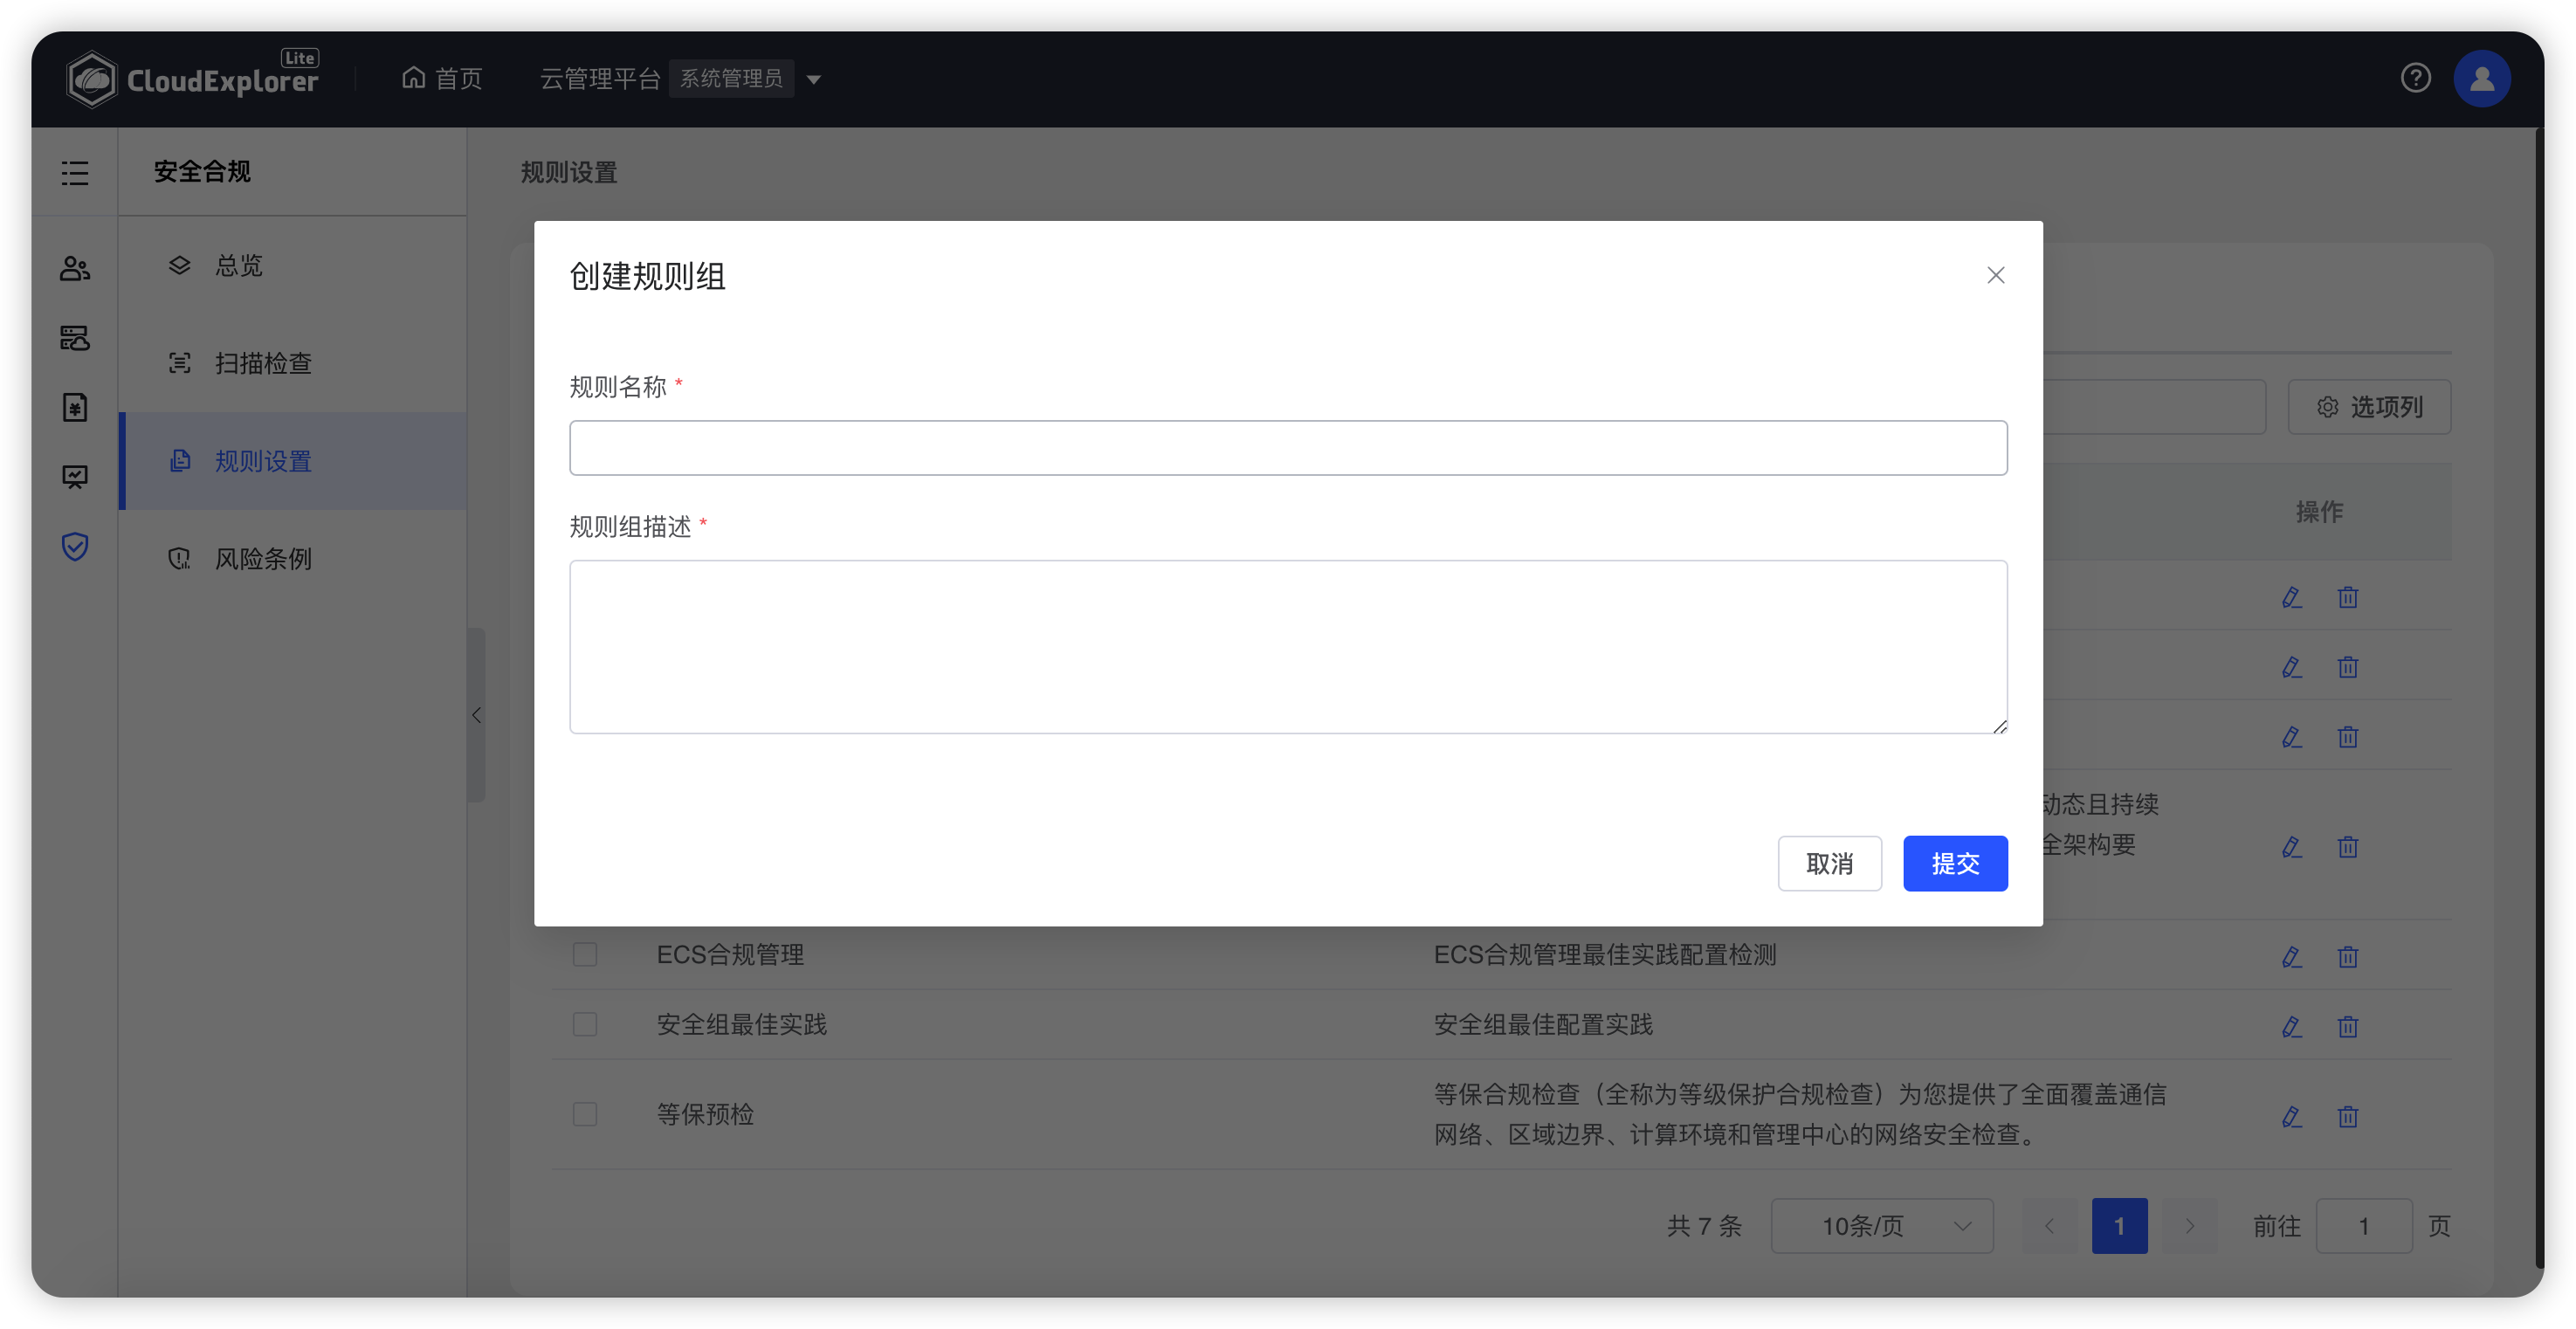 CloudExplorer Lite
首页
云管理平台 系统管理员
安全合规
总览
扫描检查
规则设置
风险条例
规则设置
创建规则组
规则名称 *
规则组描述 *
取消 提交
选项列
操作
动态且持续
全架构要
ECS合规管理 ECS合规管理最佳实践配置检测
安全组最佳实践 安全组最佳配置实践
等保预检 等保合规检查（全称为等级保护合规检查）为您提供了全面覆盖通信
网络、区域边界、计算环境和管理中心的网络安全检查。
共 7 条 10条/页 1 前往 1 页